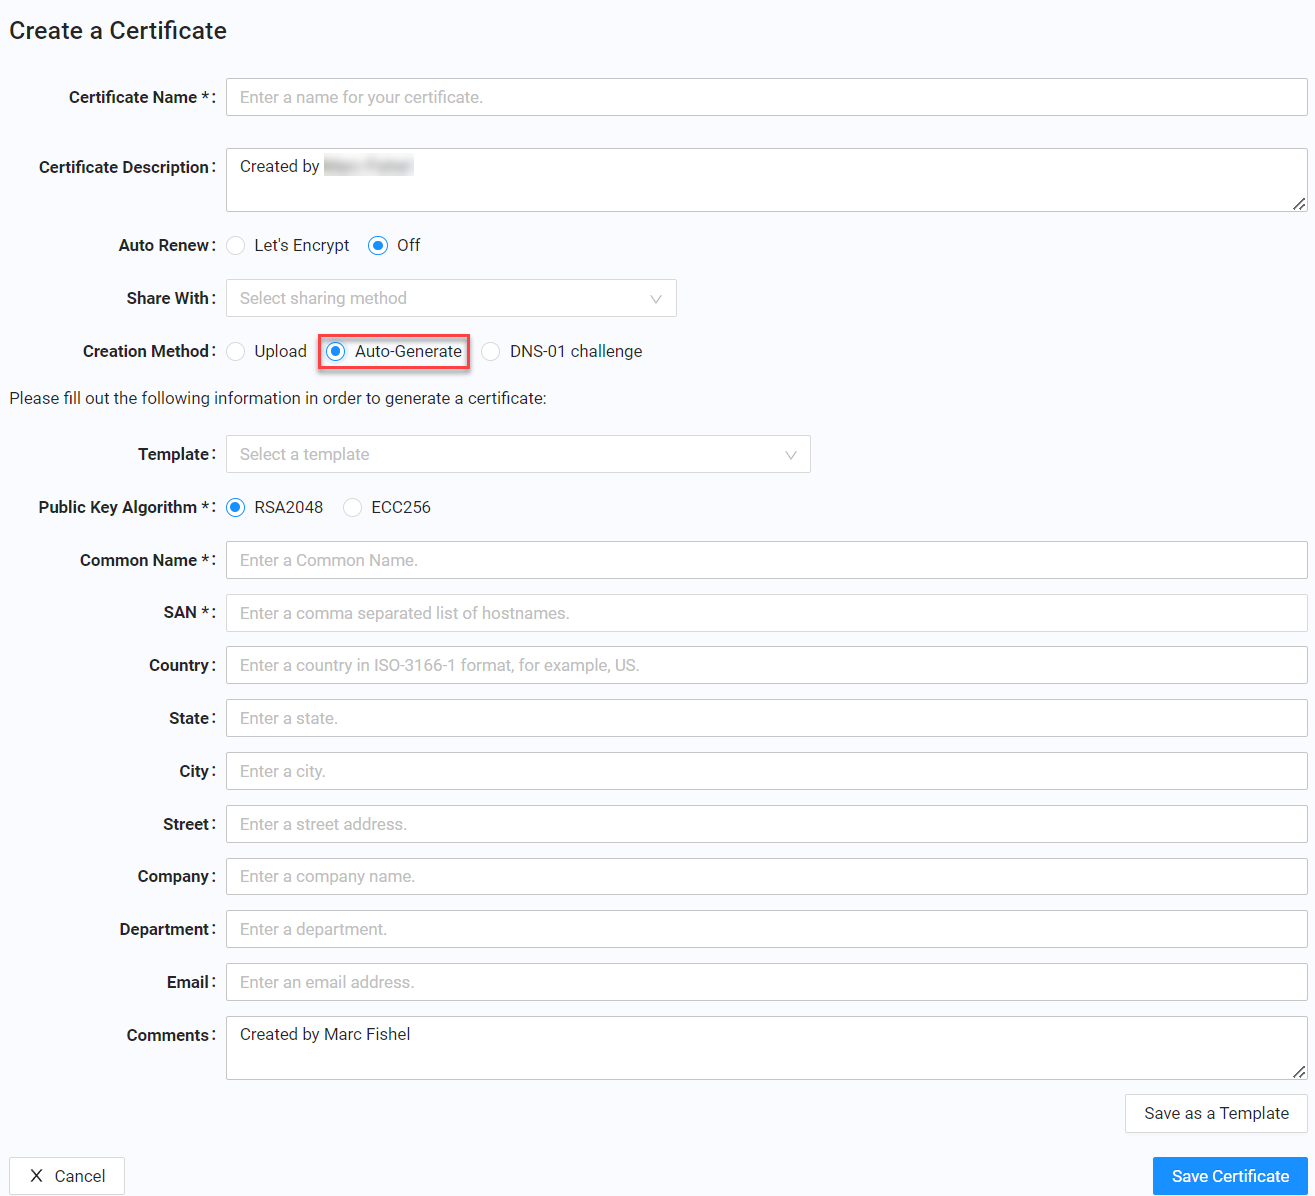 Create a Certificate
Certificate Name *: Enter a name for your certificate.
Certificate Description: Created by
Auto Renew: Let's Encrypt Off
Share With: Select sharing method
Creation Method: Upload Auto-Generate DNS-01 challenge
Please fill out the following information in order to generate a certificate:
Template: Select a template
Public Key Algorithm *: RSA2048 ECC256
Common Name *: Enter a Common Name.
SAN *: Enter a comma separated list of hostnames.
Country: Enter a country in ISO-3166-1 format, for example, US.
State: Enter a state.
City: Enter a city.
Street: Enter a street address.
Company: Enter a company name.
Department: Enter a department.
Email: Enter an email address.
Comments: Created by Marc Fishel
Save as a Template
Cancel Save Certificate